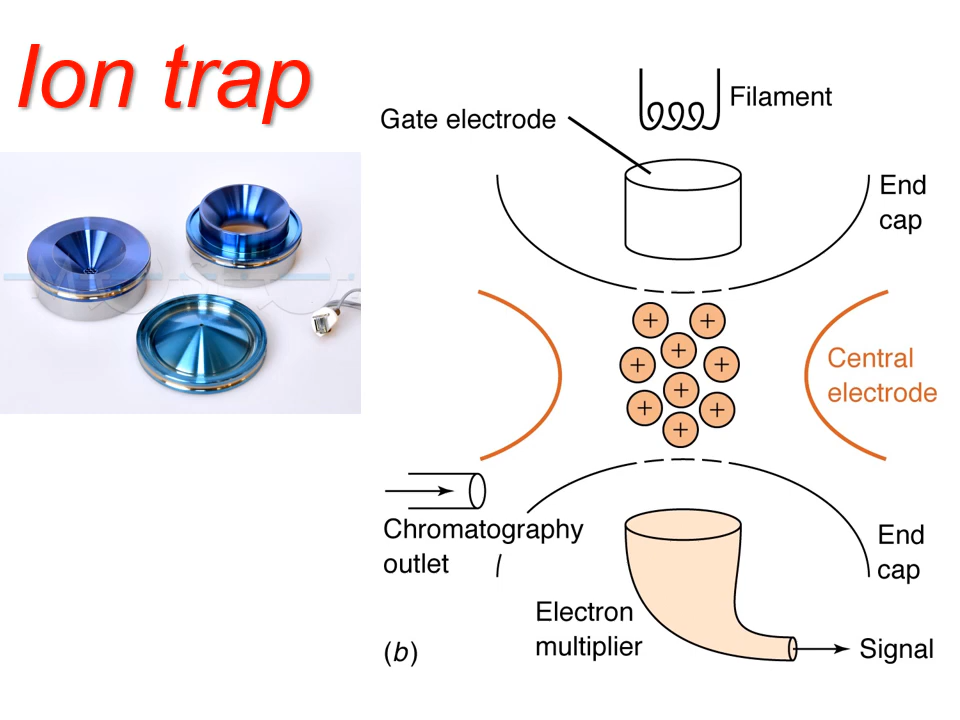 Ion trap
Filament
Gate electrode
End
cap
Central
electrode
Chromatography
outlet
End
cap
Electron
multiplier
(b)
Signal